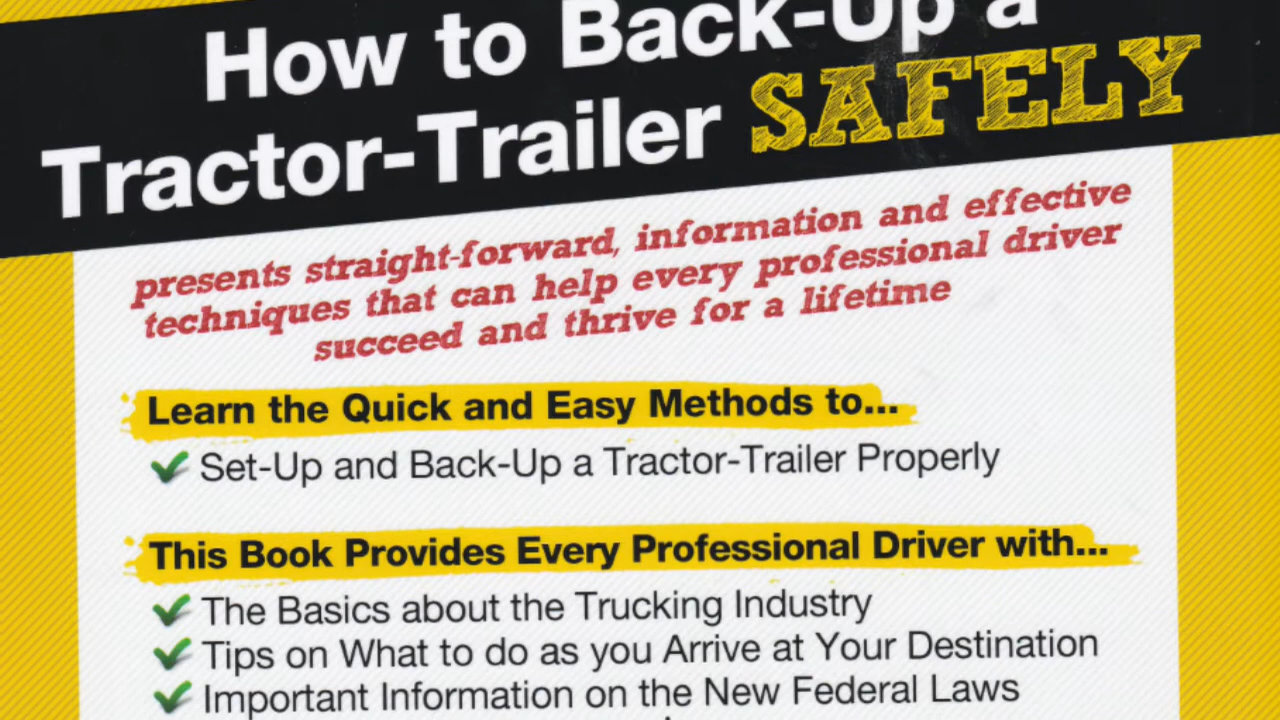 How to Back-Up a
Tractor-Trailer SAFELY
presents straight-forward, information and effective
techniques that can help every professional driver
succeed and thrive for a lifetime
Learn the Quick and Easy Methods to...
Set-Up and Back-Up a Tractor-Trailer Properly
This Book Provides Every Professional Driver with...
The Basics about the Trucking Industry
Tips on What to do as you Arrive at Your Destination
Important Information on the New Federal Laws